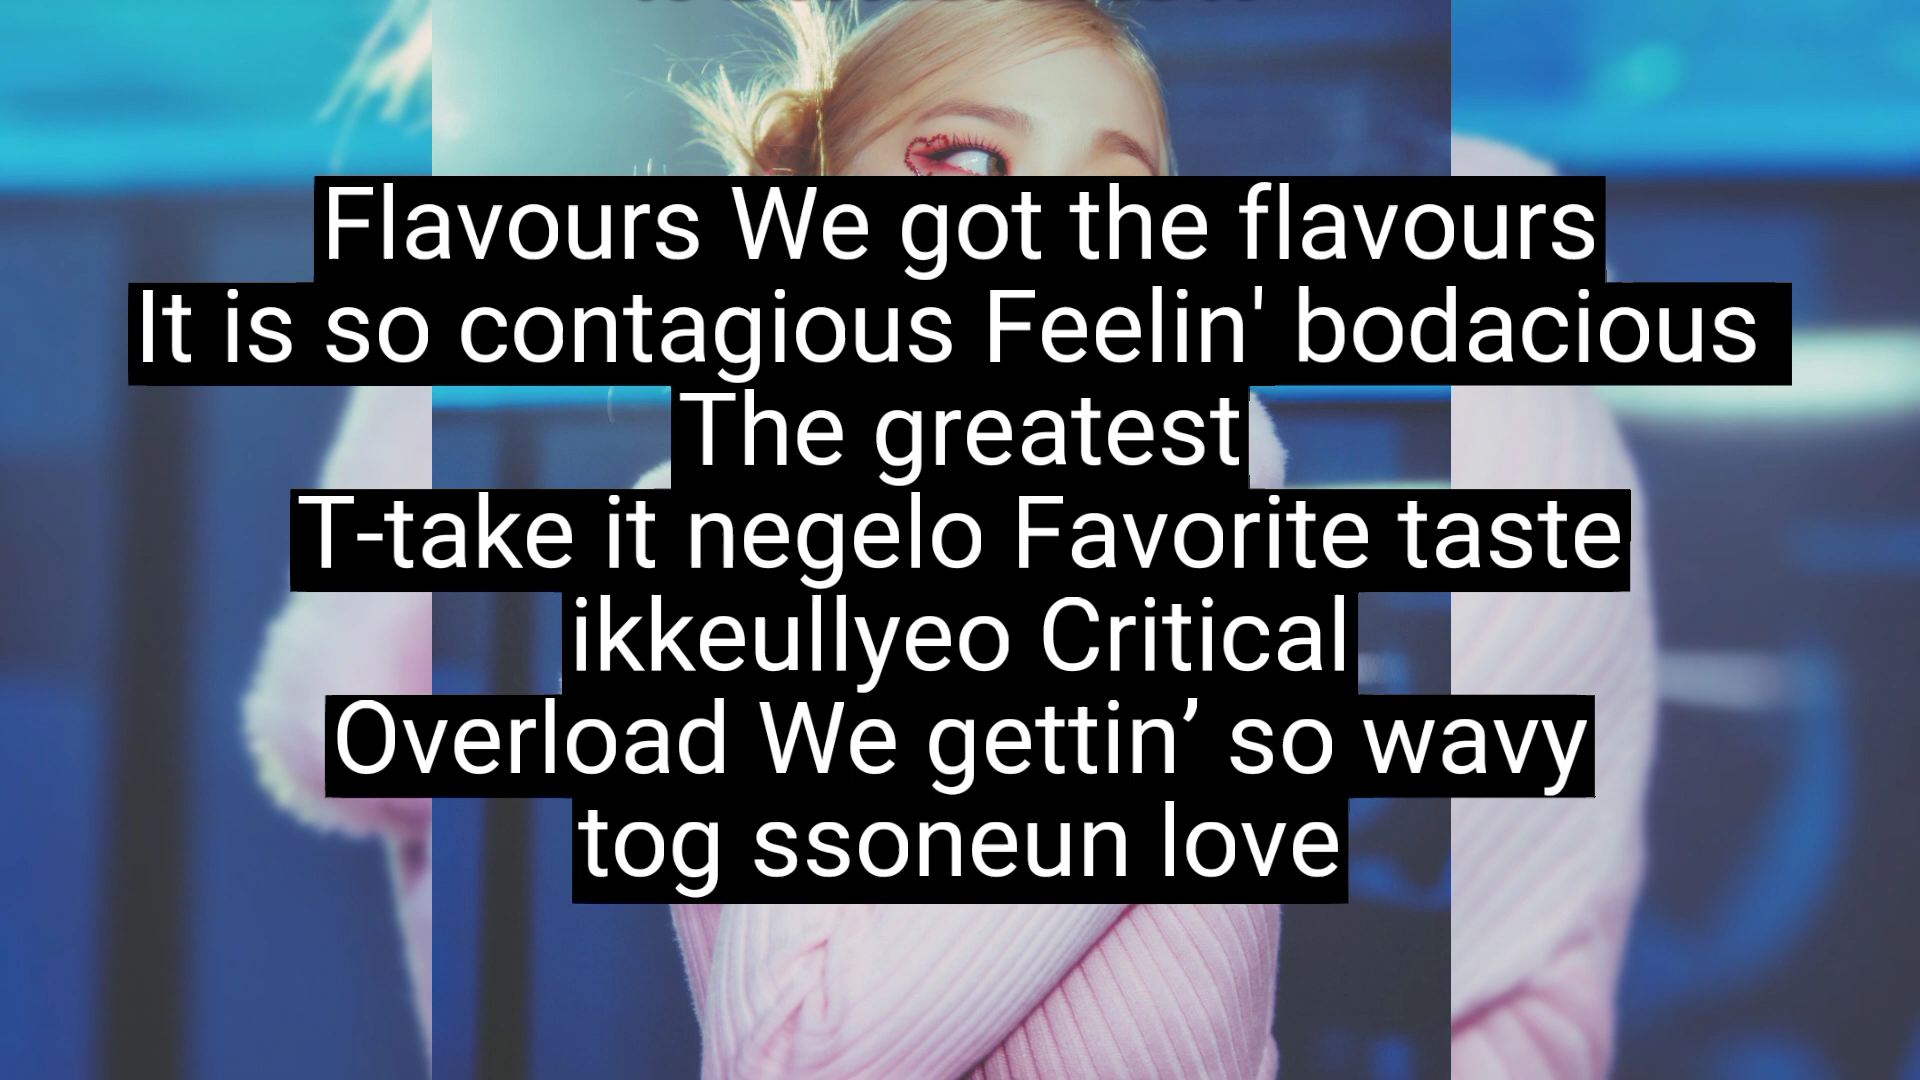 Flavours We got the flavours
It is so contagious Feelin' bodacious
The greatest
T-take it negelo Favorite taste
ikkeullyeo Critical
Overload We gettin’ so wavy
tog ssoneun love